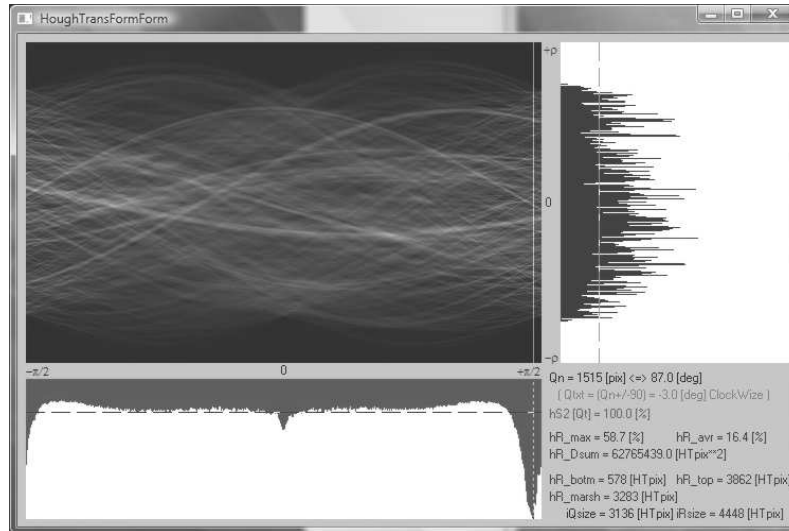 HoughTransFormForm
+ρ
0
−ρ
−π/2 0 +π/2
Qn = 1515 [pix] <=> 87.0 [deg]
( Qtxt = (Qn+/-90) = -3.0 [deg] ClockWize )
hS2 [Qt] = 100.0 [%]
hR_max = 58.7 [%] hR_avr = 16.4 [%]
hR_Dsum = 62765439.0 [HTpix**2]
hR_botm = 578 [HTpix] hR_top = 3862 [HTpix]
hR_marsh = 3283 [HTpix]
iQsize = 3136 [HTpix] iRsize = 4448 [HTpix]